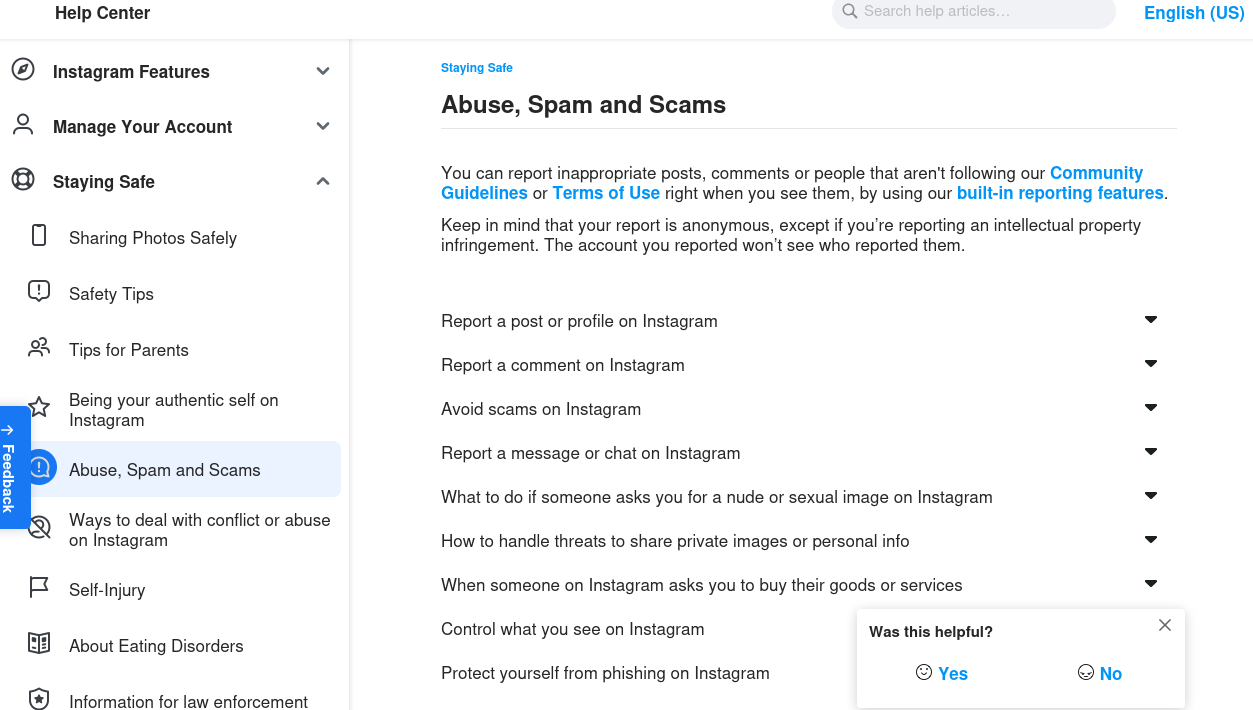 Help Center
Search help articles…
English (US)
Instagram Features
Manage Your Account
Staying Safe
Sharing Photos Safely
Safety Tips
Tips for Parents
Being your authentic self on
Instagram
Abuse, Spam and Scams
Ways to deal with conflict or abuse
on Instagram
Self-Injury
About Eating Disorders
Information for law enforcement
Feedback
Staying Safe
Abuse, Spam and Scams
You can report inappropriate posts, comments or people that aren't following our Community
Guidelines or Terms of Use right when you see them, by using our built-in reporting features.
Keep in mind that your report is anonymous, except if you’re reporting an intellectual property
infringement. The account you reported won’t see who reported them.
Report a post or profile on Instagram
Report a comment on Instagram
Avoid scams on Instagram
Report a message or chat on Instagram
What to do if someone asks you for a nude or sexual image on Instagram
How to handle threats to share private images or personal info
When someone on Instagram asks you to buy their goods or services
Control what you see on Instagram
Protect yourself from phishing on Instagram
Was this helpful?
Yes
No